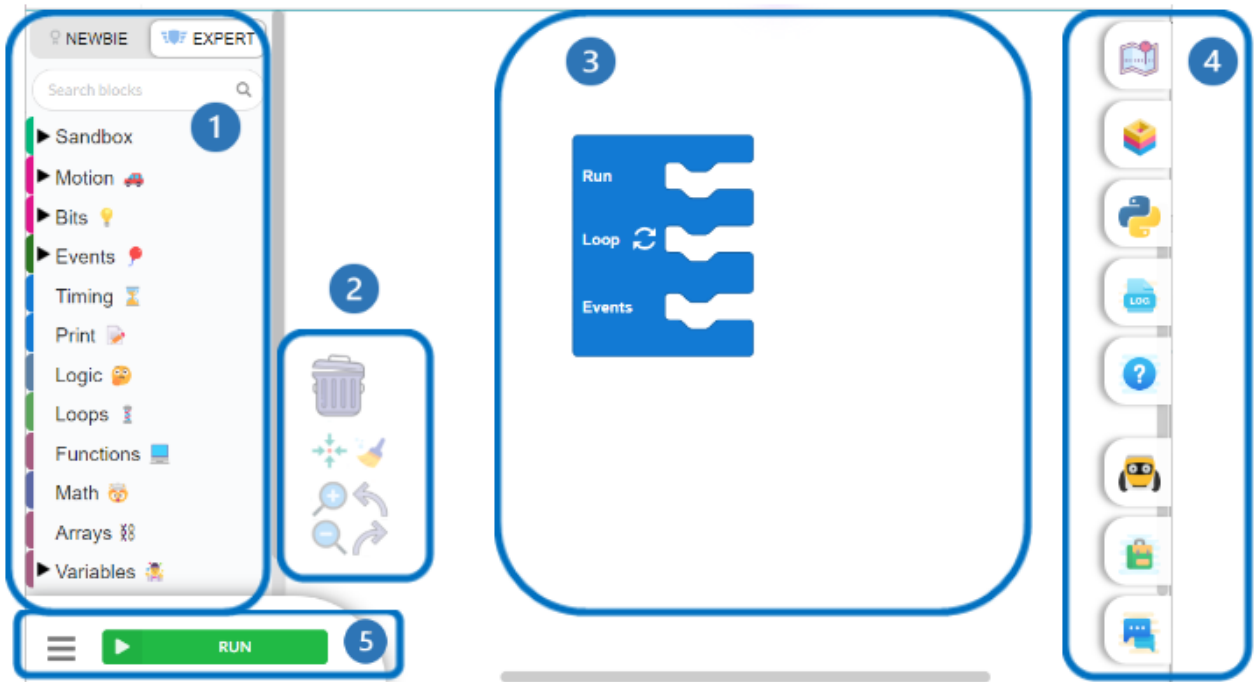 NEWBIE EXPERT
Search blocks
1
Sandbox
Motion
Bits
Events
Timing
Print
Logic
Loops
Functions
Math
Arrays
Variables
2
3
Run
Loop
Events
4
LOG
?
5
RUN